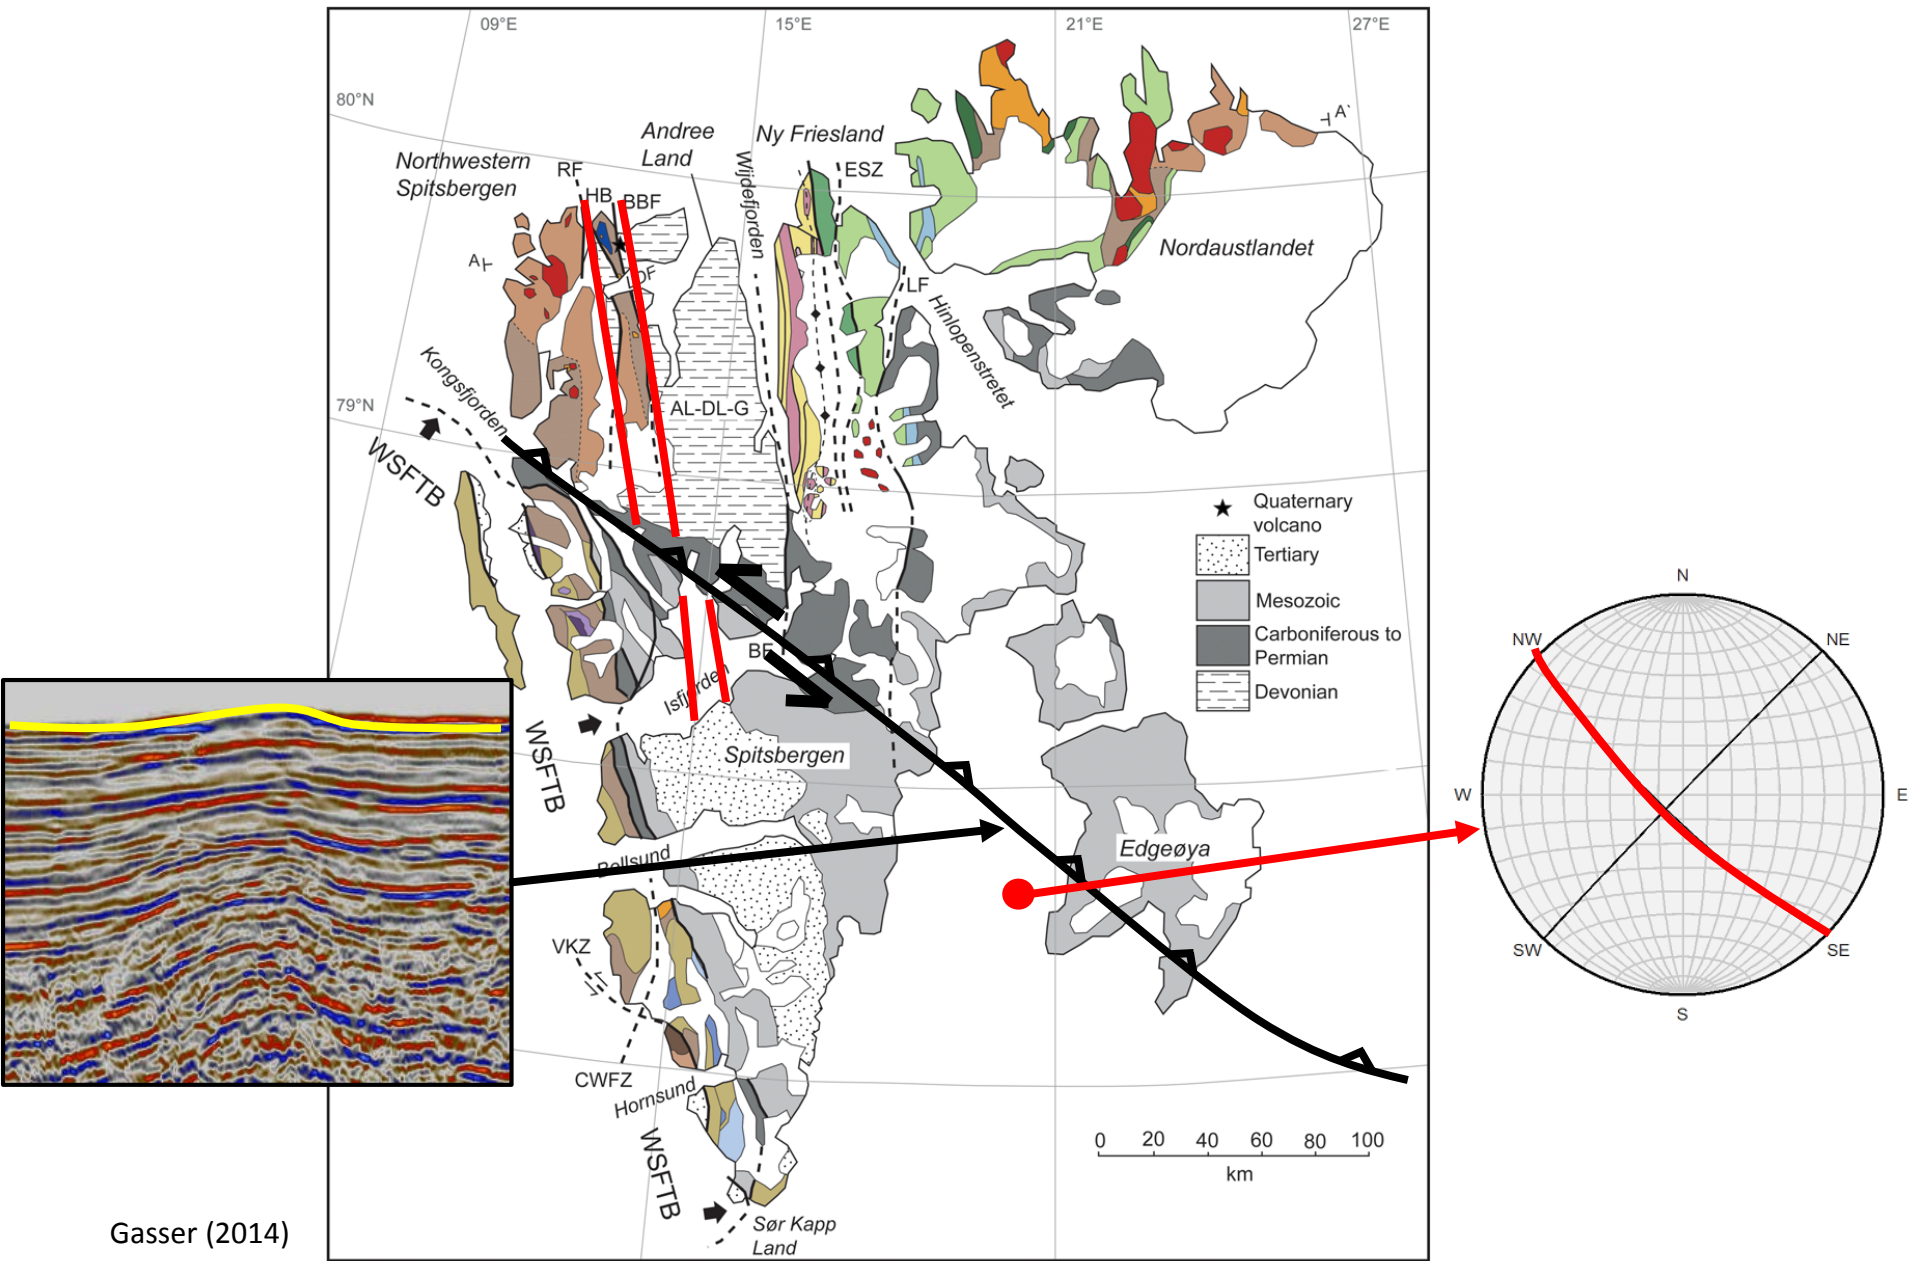 09°E
15°E
21°E
27°E
80°N
A`
Andree
Land
Ny Friesland
Northwestern
Spitsbergen
RF
ESZ
Wijdefjorden
HB
BBF
Nordaustlandet
A
LF
Hinlopenstretet
Kongsfjorden
79°N
AL-DL-G
WSFTB
Quaternary
volcano
Tertiary
Mesozoic
Carboniferous to
Permian
Devonian
BF
Isfjorden
WSFTB
Spitsbergen
Edgeøya
Bellsund
VKZ
CWFZ
Hornsund
WSFTB
Sør Kapp
Land
0 20 40 60 80 100
km
N
NW
NE
W
E
SW
SE
S
Gasser (2014)